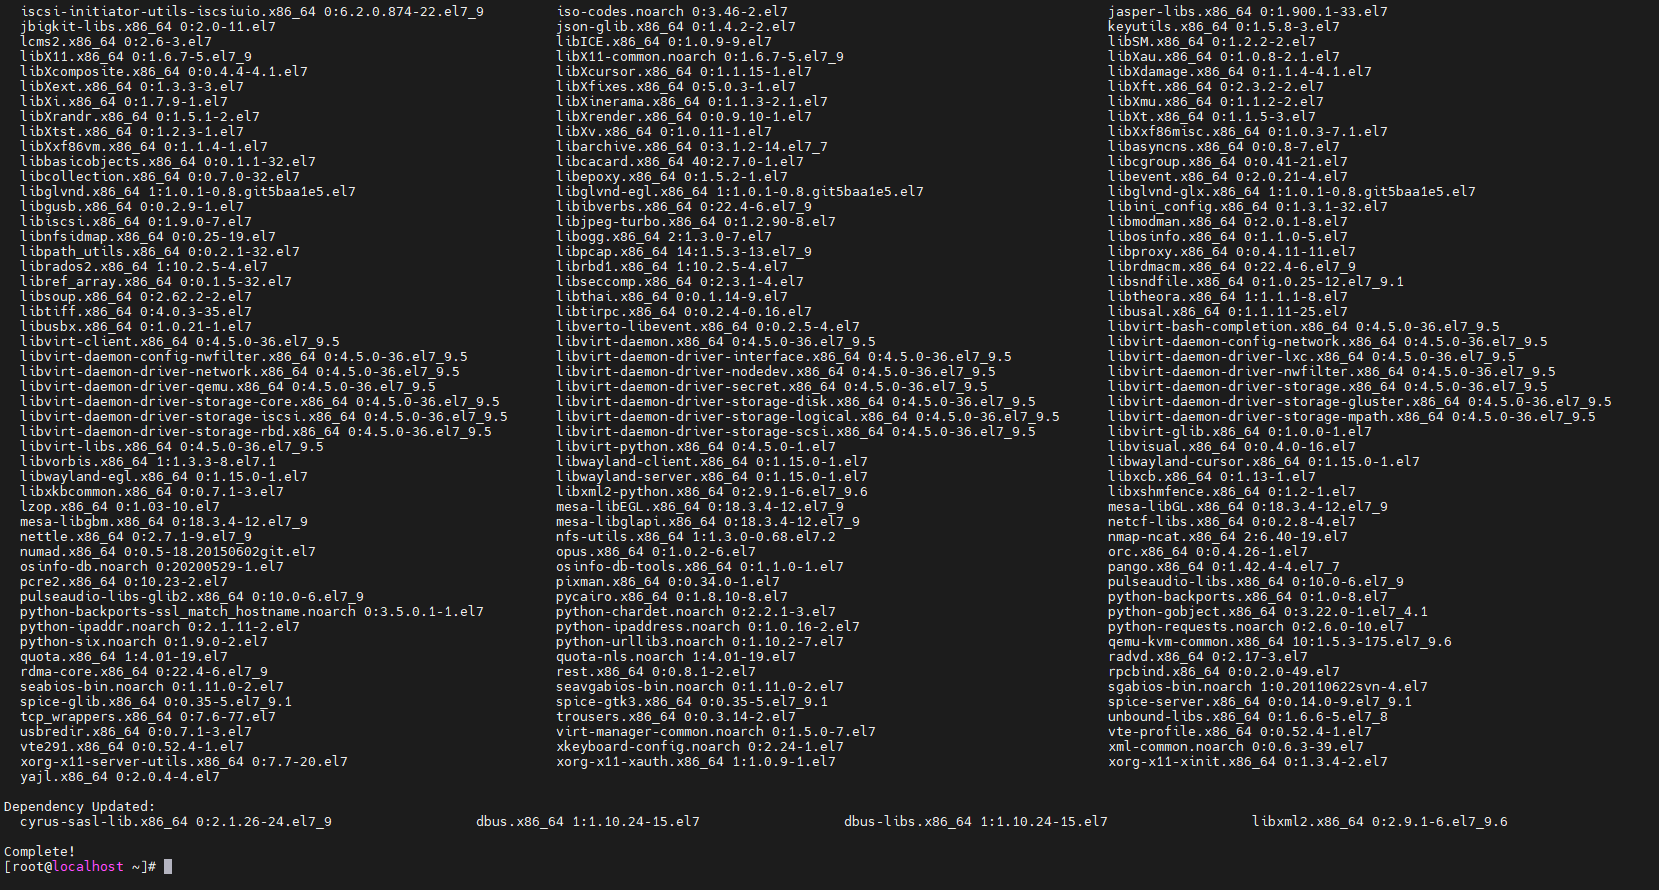 iscsi-initiator-utils-iscsiuio.x86_64 0:6.2.0.874-22.el7_9 iso-codes.noarch 0:3.46-2.el7 jasper-libs.x86_64 0:1.900.1-33.el7
jbigkit-libs.x86_64 0:2.0-11.el7 json-glib.x86_64 0:1.4.2-2.el7 keyutils.x86_64 0:1.5.8-3.el7
lcms2.x86_64 0:2.6-3.el7 libICE.x86_64 0:1.0.9-9.el7 libSM.x86_64 0:1.2.2-2.el7
libX11.x86_64 0:1.6.7-5.el7_9 libX11-common.noarch 0:1.6.7-5.el7_9 libXau.x86_64 0:1.0.8-2.1.el7
libXcomposite.x86_64 0:0.4.4-4.1.el7 libXcursor.x86_64 0:1.1.15-1.el7 libXdamage.x86_64 0:1.1.4-4.1.el7
libXext.x86_64 0:1.3.3-3.el7 libXfixes.x86_64 0:5.0.3-1.el7 libXft.x86_64 0:2.3.2-2.el7
libXi.x86_64 0:1.7.9-1.el7 libXinerama.x86_64 0:1.1.3-2.1.el7 libXmu.x86_64 0:1.1.2-2.el7
libXrandr.x86_64 0:1.5.1-2.el7 libXrender.x86_64 0:0.9.10-1.el7 libXt.x86_64 0:1.1.5-3.el7
libXtst.x86_64 0:1.2.3-1.el7 libXv.x86_64 0:1.0.11-1.el7 libXxf86misc.x86_64 0:1.0.3-7.1.el7
libXxf86vm.x86_64 0:1.1.4-1.el7 libarchive.x86_64 0:3.1.2-14.el7_7 libasyncns.x86_64 0:0.8-7.el7
libbasicobjects.x86_64 0:0.1.1-32.el7 libcacard.x86_64 40:2.7.0-1.el7 libcgroup.x86_64 0:0.41-21.el7
libcollection.x86_64 0:0.7.0-32.el7 libepoxy.x86_64 0:1.5.2-1.el7 libevent.x86_64 0:2.0.21-4.el7
libglvnd.x86_64 1:1.0.1-0.8.git5baa1e5.el7 libglvnd-egl.x86_64 1:1.0.1-0.8.git5baa1e5.el7 libglvnd-glx.x86_64 1:1.0.1-0.8.git5baa1e5.el7
libgusb.x86_64 0:0.2.9-1.el7 libibverbs.x86_64 0:22.4-6.el7_9 libini_config.x86_64 0:1.3.1-32.el7
libiscsi.x86_64 0:1.9.0-7.el7 libjpeg-turbo.x86_64 0:1.2.90-8.el7 libmodman.x86_64 0:2.0.1-8.el7
libnfsidmap.x86_64 0:0.25-19.el7 libogg.x86_64 2:1.3.0-7.el7 libosinfo.x86_64 0:1.1.0-5.el7
libpath_utils.x86_64 0:0.2.1-32.el7 libpcap.x86_64 14:1.5.3-13.el7_9 libproxy.x86_64 0:0.4.11-11.el7
librados2.x86_64 1:10.2.5-4.el7 librbd1.x86_64 1:10.2.5-4.el7 librdmacm.x86_64 0:22.4-6.el7_9
libref_array.x86_64 0:0.1.5-32.el7 libseccomp.x86_64 0:2.3.1-4.el7 libsndfile.x86_64 0:1.0.25-12.el7_9.1
libsoup.x86_64 0:2.62.2-2.el7 libthai.x86_64 0:0.1.14-9.el7 libtheora.x86_64 1:1.1.1-8.el7
libtiff.x86_64 0:4.0.3-35.el7 libtirpc.x86_64 0:0.2.4-0.16.el7 libusal.x86_64 0:1.1.11-25.el7
libusbx.x86_64 0:1.0.21-1.el7 libverto-libevent.x86_64 0:0.2.5-4.el7 libvirt-bash-completion.x86_64 0:4.5.0-36.el7_9.5
libvirt-client.x86_64 0:4.5.0-36.el7_9.5 libvirt-daemon.x86_64 0:4.5.0-36.el7_9.5 libvirt-daemon-config-network.x86_64 0:4.5.0-36.el7_9.5
libvirt-daemon-config-nwfilter.x86_64 0:4.5.0-36.el7_9.5 libvirt-daemon-driver-interface.x86_64 0:4.5.0-36.el7_9.5 libvirt-daemon-driver-lxc.x86_64 0:4.5.0-36.el7_9.5
libvirt-daemon-driver-network.x86_64 0:4.5.0-36.el7_9.5 libvirt-daemon-driver-nodedev.x86_64 0:4.5.0-36.el7_9.5 libvirt-daemon-driver-nwfilter.x86_64 0:4.5.0-36.el7_9.5
libvirt-daemon-driver-qemu.x86_64 0:4.5.0-36.el7_9.5 libvirt-daemon-driver-secret.x86_64 0:4.5.0-36.el7_9.5 libvirt-daemon-driver-storage.x86_64 0:4.5.0-36.el7_9.5
libvirt-daemon-driver-storage-core.x86_64 0:4.5.0-36.el7_9.5 libvirt-daemon-driver-storage-disk.x86_64 0:4.5.0-36.el7_9.5 libvirt-daemon-driver-storage-gluster.x86_64 0:4.5.0-36.el7_9.5
libvirt-daemon-driver-storage-iscsi.x86_64 0:4.5.0-36.el7_9.5 libvirt-daemon-driver-storage-logical.x86_64 0:4.5.0-36.el7_9.5 libvirt-daemon-driver-storage-mpath.x86_64 0:4.5.0-36.el7_9.5
libvirt-daemon-driver-storage-rbd.x86_64 0:4.5.0-36.el7_9.5 libvirt-daemon-driver-storage-scsi.x86_64 0:4.5.0-36.el7_9.5 libvirt-glib.x86_64 0:1.0.0-1.el7
libvirt-libs.x86_64 0:4.5.0-36.el7_9.5 libvirt-python.x86_64 0:4.5.0-1.el7 libvisual.x86_64 0:0.4.0-16.el7
libvorbis.x86_64 1:1.3.3-8.el7.1 libwayland-client.x86_64 0:1.15.0-1.el7 libwayland-cursor.x86_64 0:1.15.0-1.el7
libwayland-egl.x86_64 0:1.15.0-1.el7 libwayland-server.x86_64 0:1.15.0-1.el7 libxcb.x86_64 0:1.13-1.el7
libxkbcommon.x86_64 0:0.7.1-3.el7 libxml2-python.x86_64 0:2.9.1-6.el7_9.6 libxshmfence.x86_64 0:1.2-1.el7
lzop.x86_64 0:1.03-10.el7 mesa-libEGL.x86_64 0:18.3.4-12.el7_9 mesa-libGL.x86_64 0:18.3.4-12.el7_9
mesa-libgbm.x86_64 0:18.3.4-12.el7_9 mesa-libglapi.x86_64 0:18.3.4-12.el7_9 netcf-libs.x86_64 0:0.2.8-4.el7
nettle.x86_64 0:2.7.1-9.el7_9 nfs-utils.x86_64 1:1.3.0-0.68.el7.2 nmap-ncat.x86_64 2:6.40-19.el7
numad.x86_64 0:0.5-18.20150602git.el7 opus.x86_64 0:1.0.2-6.el7 orc.x86_64 0:0.4.26-1.el7
osinfo-db.noarch 0:20200529-1.el7 osinfo-db-tools.x86_64 0:1.1.0-1.el7 pango.x86_64 0:1.42.4-4.el7_7
pcre2.x86_64 0:10.23-2.el7 pixman.x86_64 0:0.34.0-1.el7 pulseaudio-libs.x86_64 0:10.0-6.el7_9
pulseaudio-libs-glib2.x86_64 0:10.0-6.el7_9 pycairo.x86_64 0:1.8.10-8.el7 python-backports.x86_64 0:1.0-8.el7
python-backports-ssl_match_hostname.noarch 0:3.5.0.1-1.el7 python-chardet.noarch 0:2.2.1-3.el7 python-gobject.x86_64 0:3.22.0-1.el7_4.1
python-ipaddr.noarch 0:2.1.11-2.el7 python-ipaddress.noarch 0:1.0.16-2.el7 python-requests.noarch 0:2.6.0-10.el7
python-six.noarch 0:1.9.0-2.el7 python-urllib3.noarch 0:1.10.2-7.el7 qemu-kvm-common.x86_64 10:1.5.3-175.el7_9.6
quota.x86_64 1:4.01-19.el7 quota-nls.noarch 1:4.01-19.el7 radvd.x86_64 0:2.17-3.el7
rdma-core.x86_64 0:22.4-6.el7_9 rest.x86_64 0:0.8.1-2.el7 rpcbind.x86_64 0:0.2.0-49.el7
seabios-bin.noarch 0:1.11.0-2.el7 seavgabios-bin.noarch 0:1.11.0-2.el7 sgabios-bin.noarch 1:0.20110622svn-4.el7
spice-glib.x86_64 0:0.35-5.el7_9.1 spice-gtk3.x86_64 0:0.35-5.el7_9.1 spice-server.x86_64 0:0.14.0-9.el7_9.1
tcp_wrappers.x86_64 0:7.6-77.el7 trousers.x86_64 0:0.3.14-2.el7 unbound-libs.x86_64 0:1.6.6-5.el7_8
usbredir.x86_64 0:0.7.1-3.el7 virt-manager-common.noarch 0:1.5.0-7.el7 vte-profile.x86_64 0:0.52.4-1.el7
vte291.x86_64 0:0.52.4-1.el7 xkeyboard-config.noarch 0:2.24-1.el7 xml-common.noarch 0:0.6.3-39.el7
xorg-x11-server-utils.x86_64 0:7.7-20.el7 xorg-x11-xauth.x86_64 1:1.0.9-1.el7 xorg-x11-xinit.x86_64 0:1.3.4-2.el7
yajl.x86_64 0:2.0.4-4.el7
Dependency Updated:
cyrus-sasl-lib.x86_64 0:2.1.26-24.el7_9 dbus.x86_64 1:1.10.24-15.el7 dbus-libs.x86_64 1:1.10.24-15.el7 libxml2.x86_64 0:2.9.1-6.el7_9.6
Complete!
[root@localhost ~]#